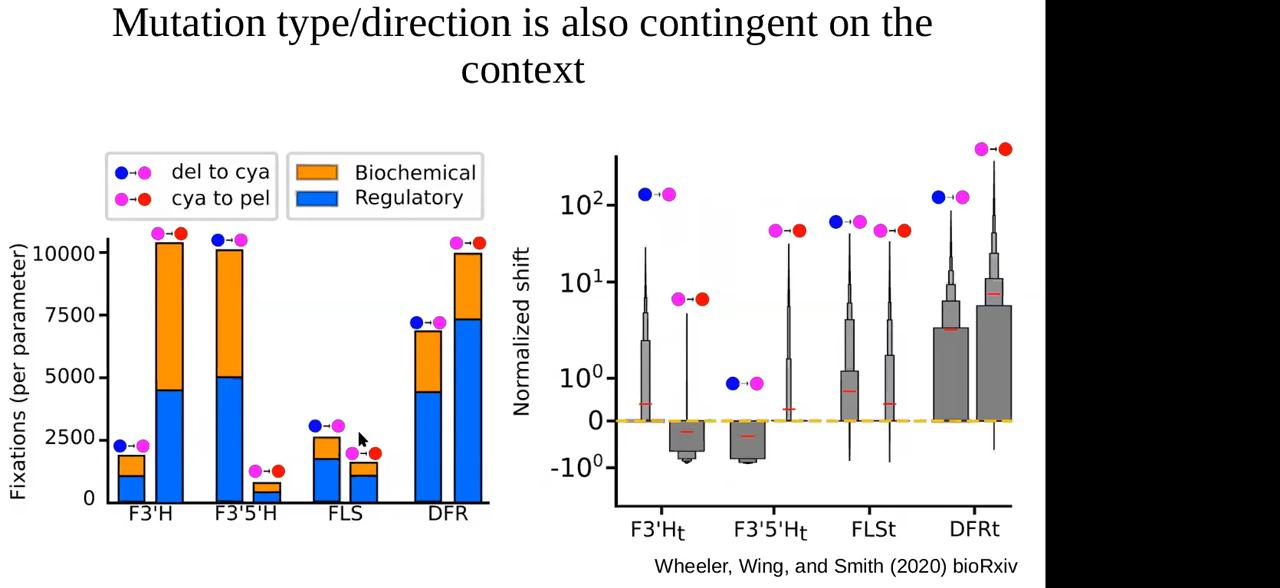 Mutation type/direction is also contingent on the
context
del to cya
cya to pel
Biochemical
Regulatory
Fixations (per parameter)
10000
7500
5000
2500
0
F3'H
F3'5'H
FLS
DFR
Normalized shift
10²
10¹
10⁰
0
-10⁰
F3'Ht
F3'5'Ht
FLSt
DFRt
Wheeler, Wing, and Smith (2020) bioRxiv